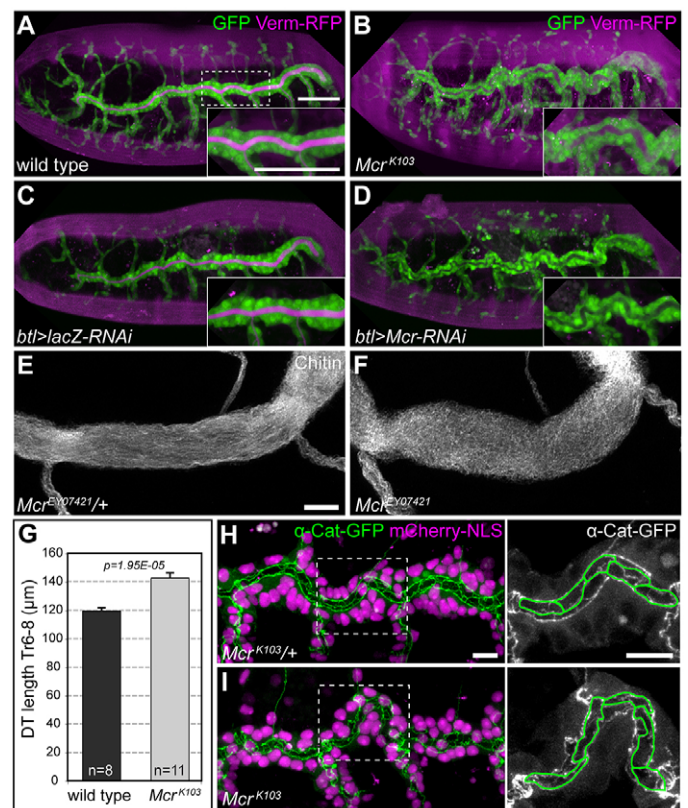 A GFP Verm-RFP
wild type
B GFP Verm-RFP
Mcr K103
C
btl>lacZ-RNAi
D
btl>Mcr-RNAi
E Chitin
Mcr EY07421/+
F
Mcr EY07421
G
DT length Tr6-8 (μm)
160
140
120
100
80
60
40
20
0
p=1.95E-05
n=8
n=11
wild type
Mcr K103
H α-Cat-GFP mCherry-NLS
Mcr K103/+
α-Cat-GFP
I
Mcr K103